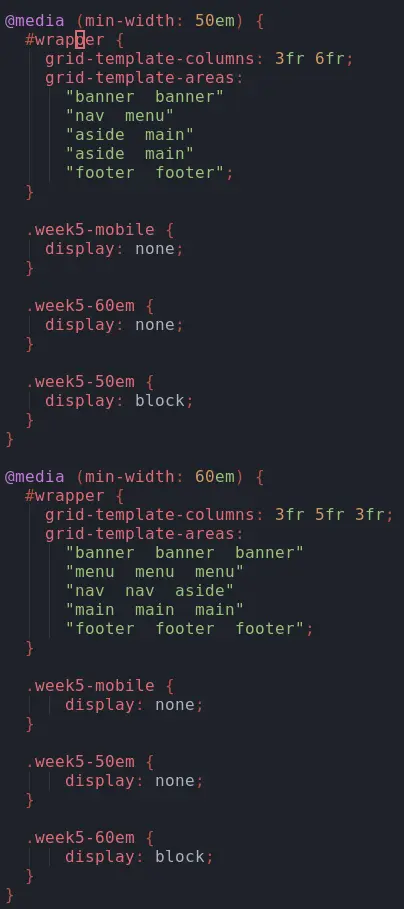 @media (min-width: 50em) {
  #wrapper {
    grid-template-columns: 3fr 6fr;
    grid-template-areas:
      "banner  banner"
      "nav  menu"
      "aside  main"
      "aside  main"
      "footer  footer";
  }

  .week5-mobile {
    display: none;
  }

  .week5-60em {
    display: none;
  }

  .week5-50em {
    display: block;
  }
}

@media (min-width: 60em) {
  #wrapper {
    grid-template-columns: 3fr 5fr 3fr;
    grid-template-areas:
      "banner  banner  banner"
      "menu  menu  menu"
      "nav  nav  aside"
      "main  main  main"
      "footer  footer  footer";
  }

  .week5-mobile {
      display: none;
  }

  .week5-50em {
      display: none;
  }

  .week5-60em {
      display: block;
  }
}